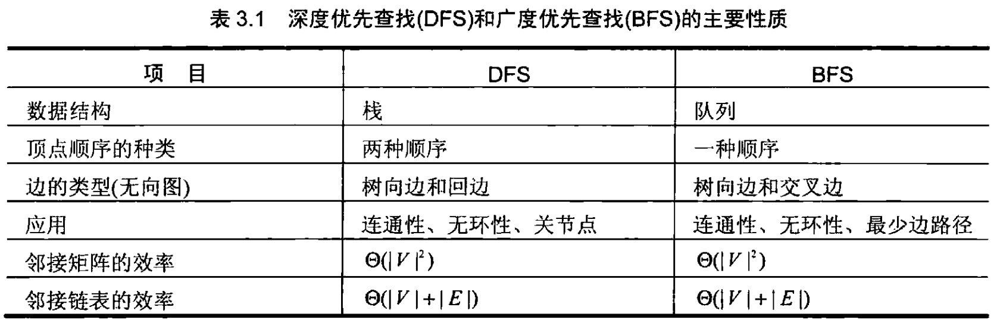 表 3.1 深度优先查找(DFS)和广度优先查找(BFS)的主要性质
项 目 DFS BFS
数据结构 栈 队列
顶点顺序的种类 两种顺序 一种顺序
边的类型(无向图) 树向边和回边 树向边和交叉边
应用 连通性、无环性、关节点 连通性、无环性、最少边路径
邻接矩阵的效率 Θ(|V|²) Θ(|V|²)
邻接链表的效率 Θ(|V|+|E|) Θ(|V|+|E|)